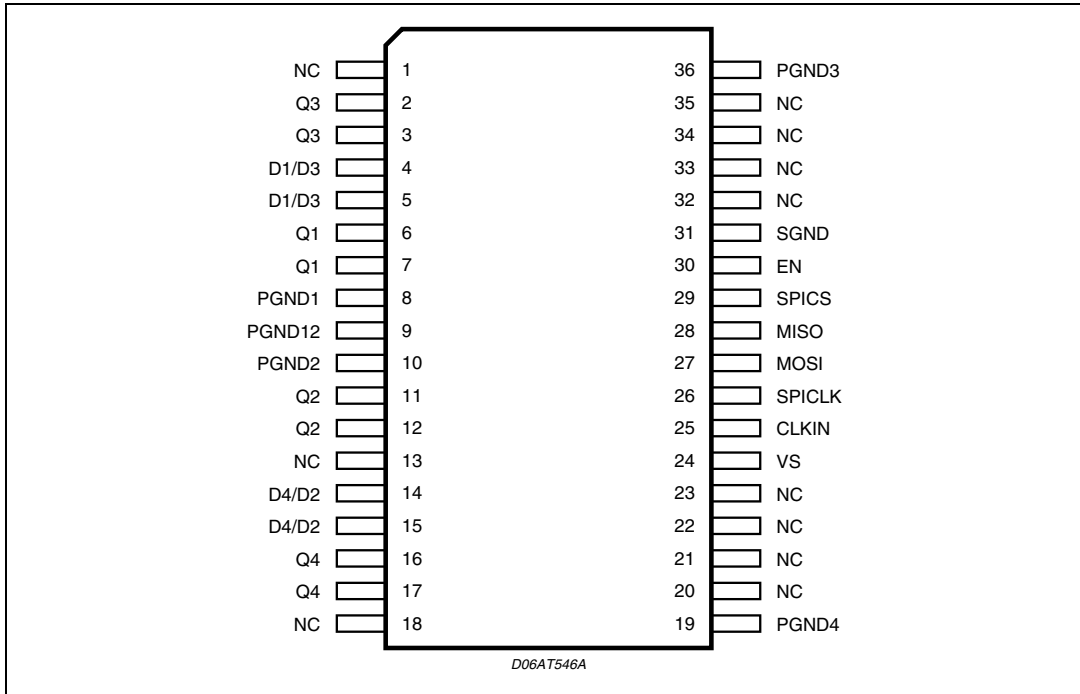 NC 1 36 PGND3
Q3 2 35 NC
Q3 3 34 NC
D1/D3 4 33 NC
D1/D3 5 32 NC
Q1 6 31 SGND
Q1 7 30 EN
PGND1 8 29 SPICS
PGND12 9 28 MISO
PGND2 10 27 MOSI
Q2 11 26 SPICLK
Q2 12 25 CLKIN
NC 13 24 VS
D4/D2 14 23 NC
D4/D2 15 22 NC
Q4 16 21 NC
Q4 17 20 NC
NC 18 19 PGND4
D06AT546A